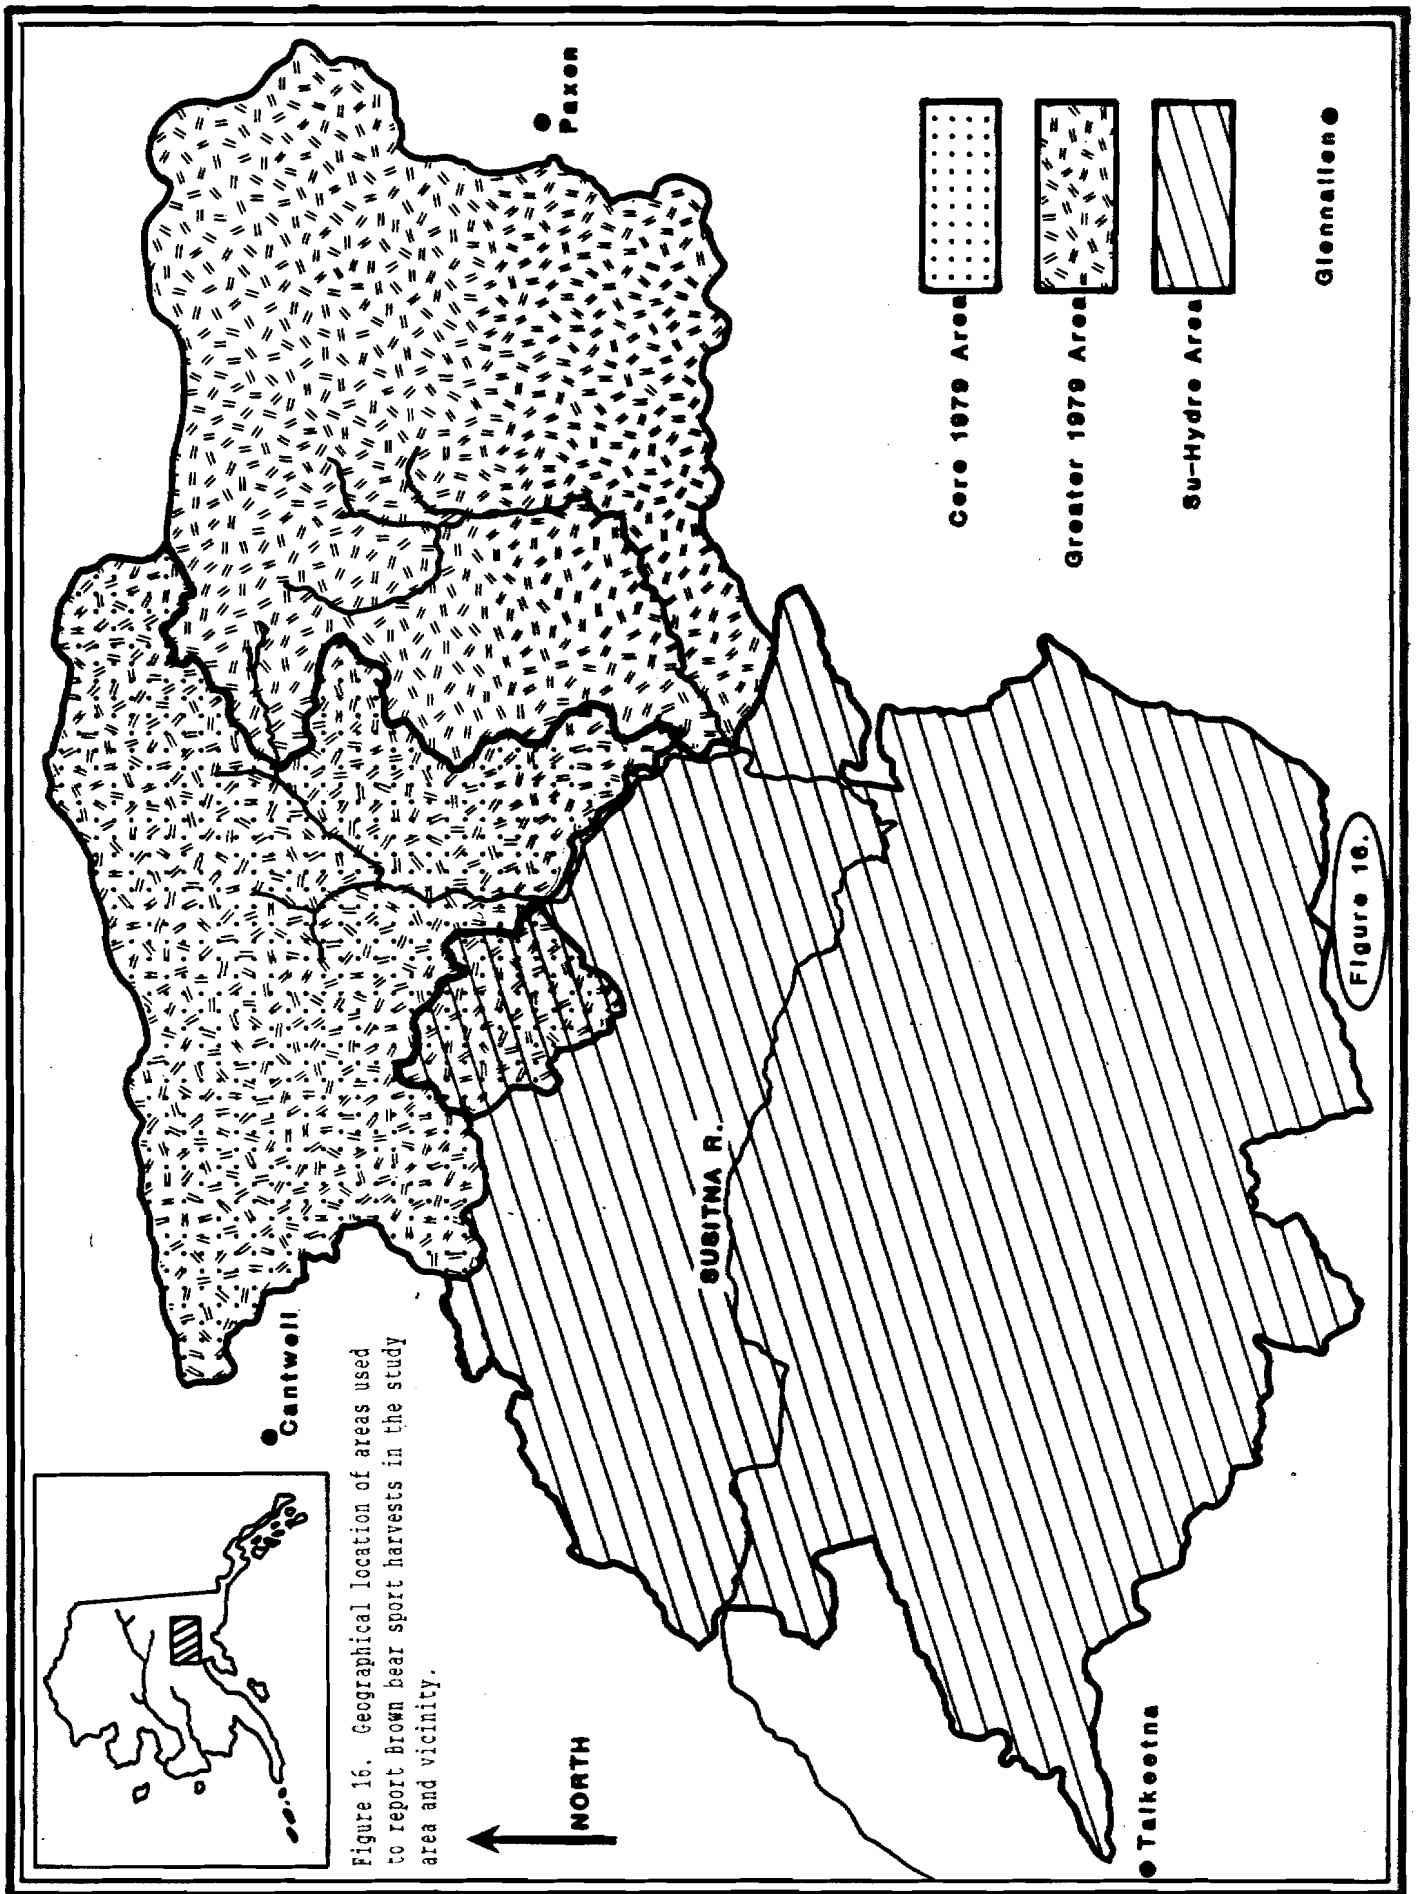 Figure 16. Geographical location of areas used
to report Brown bear sport harvests in the study
area and vicinity.
NORTH
Cantwell
Paxon
SUSITNA R.
Talkeetna
Core 1979 Area
Greater 1979 Area
Su-Hydro Area
Glennallen
Figure 16.